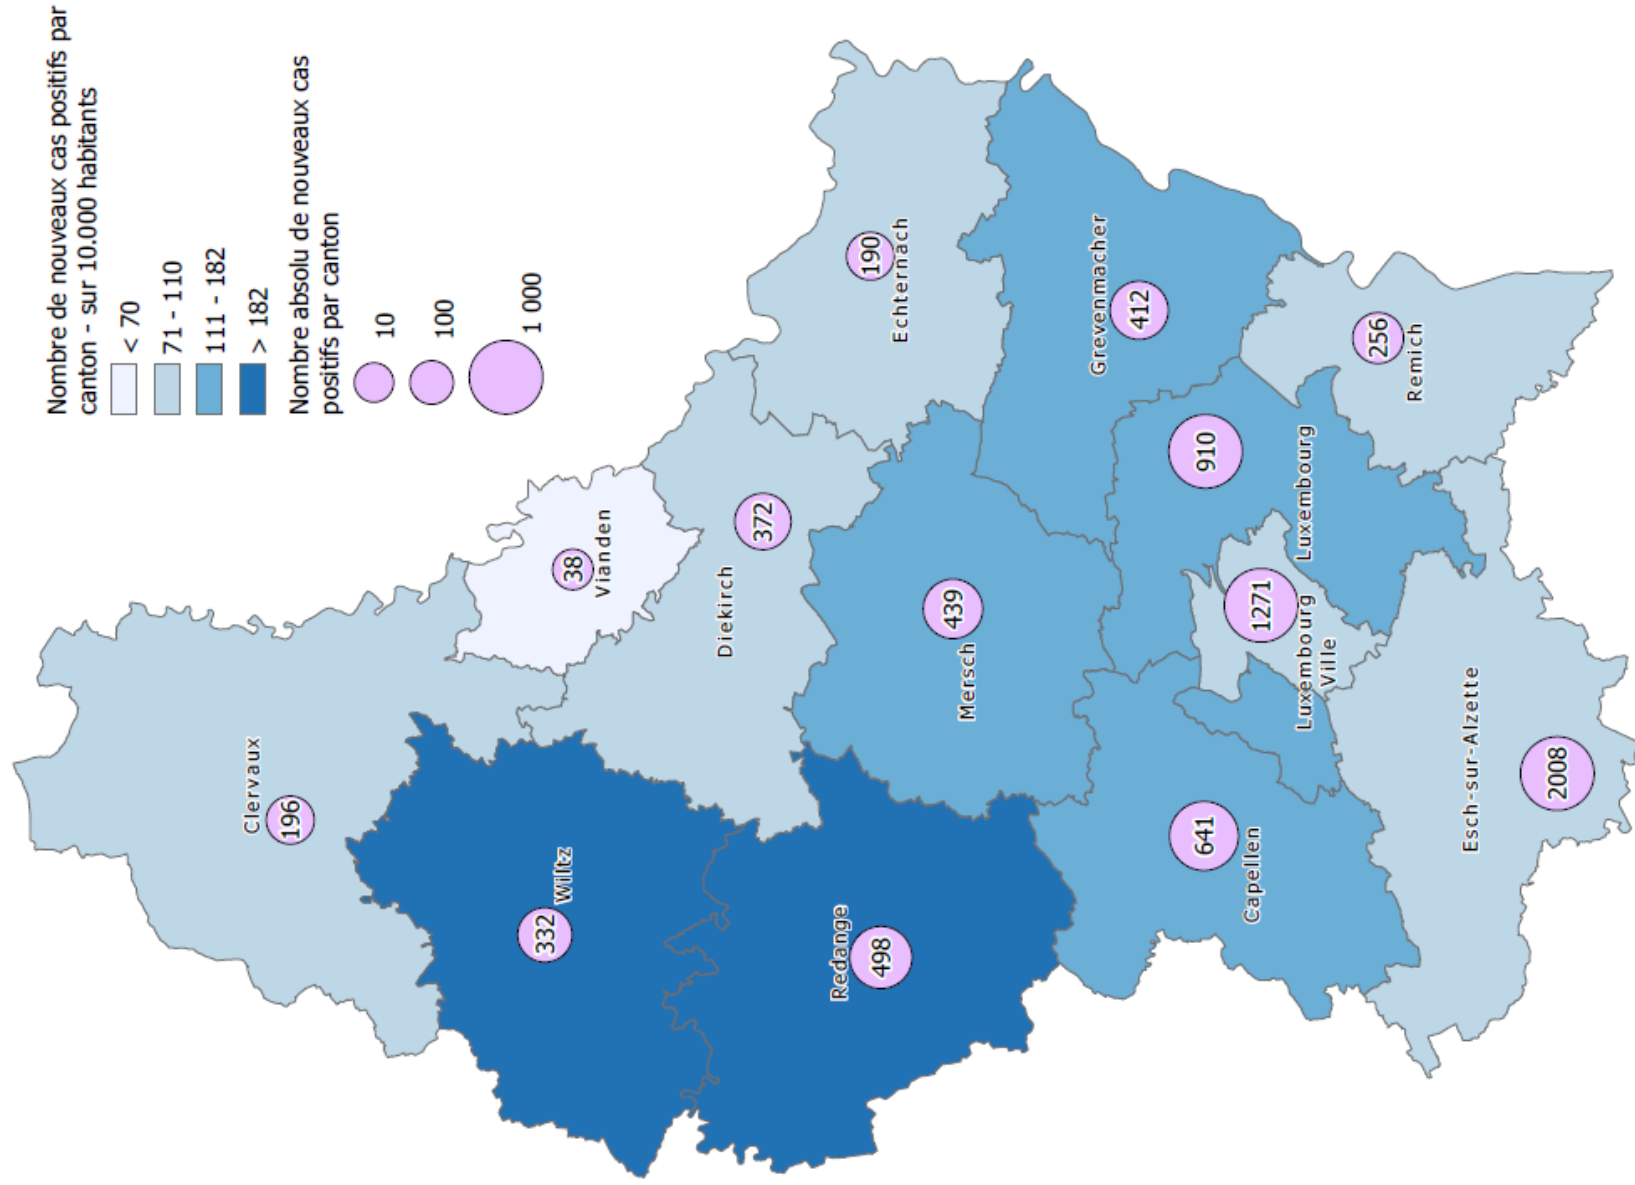 Nombre de nouveaux cas positifs par
canton - sur 10.000 habitants
< 70
71 - 110
111 - 182
> 182
Nombre absolu de nouveaux cas
positifs par canton
10
100
1 000
Clervaux
196
Wiltz
332
Vianden
38
Diekirch
372
Redange
498
Mersch
439
Echternach
190
Grevenmacher
412
Capellen
641
Luxembourg
910
Luxembourg
Ville
1271
Remich
256
Esch-sur-Alzette
2008